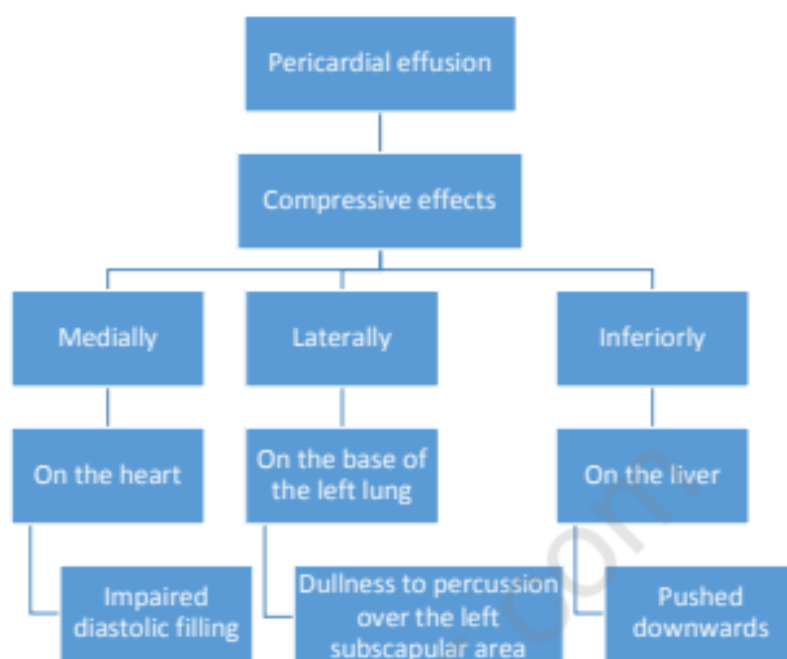 Pericardial effusion
Compressive effects
Medially
Laterally
Inferiorly
On the heart
On the base of
the left lung
On the liver
Impaired
diastolic filling
Dullness to percussion
over the left
subscapular area
Pushed
downwards
.com